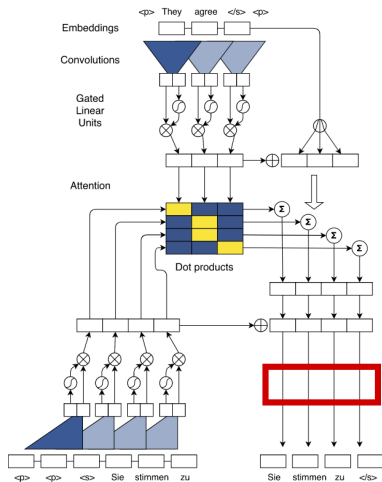 <p> They agree </s> <p>
Embeddings
Convolutions
Gated
Linear
Units
Attention
Σ
Σ
Σ
Σ
Dot products
<p> <p> <s> Sie stimmen zu
Sie stimmen zu </s>